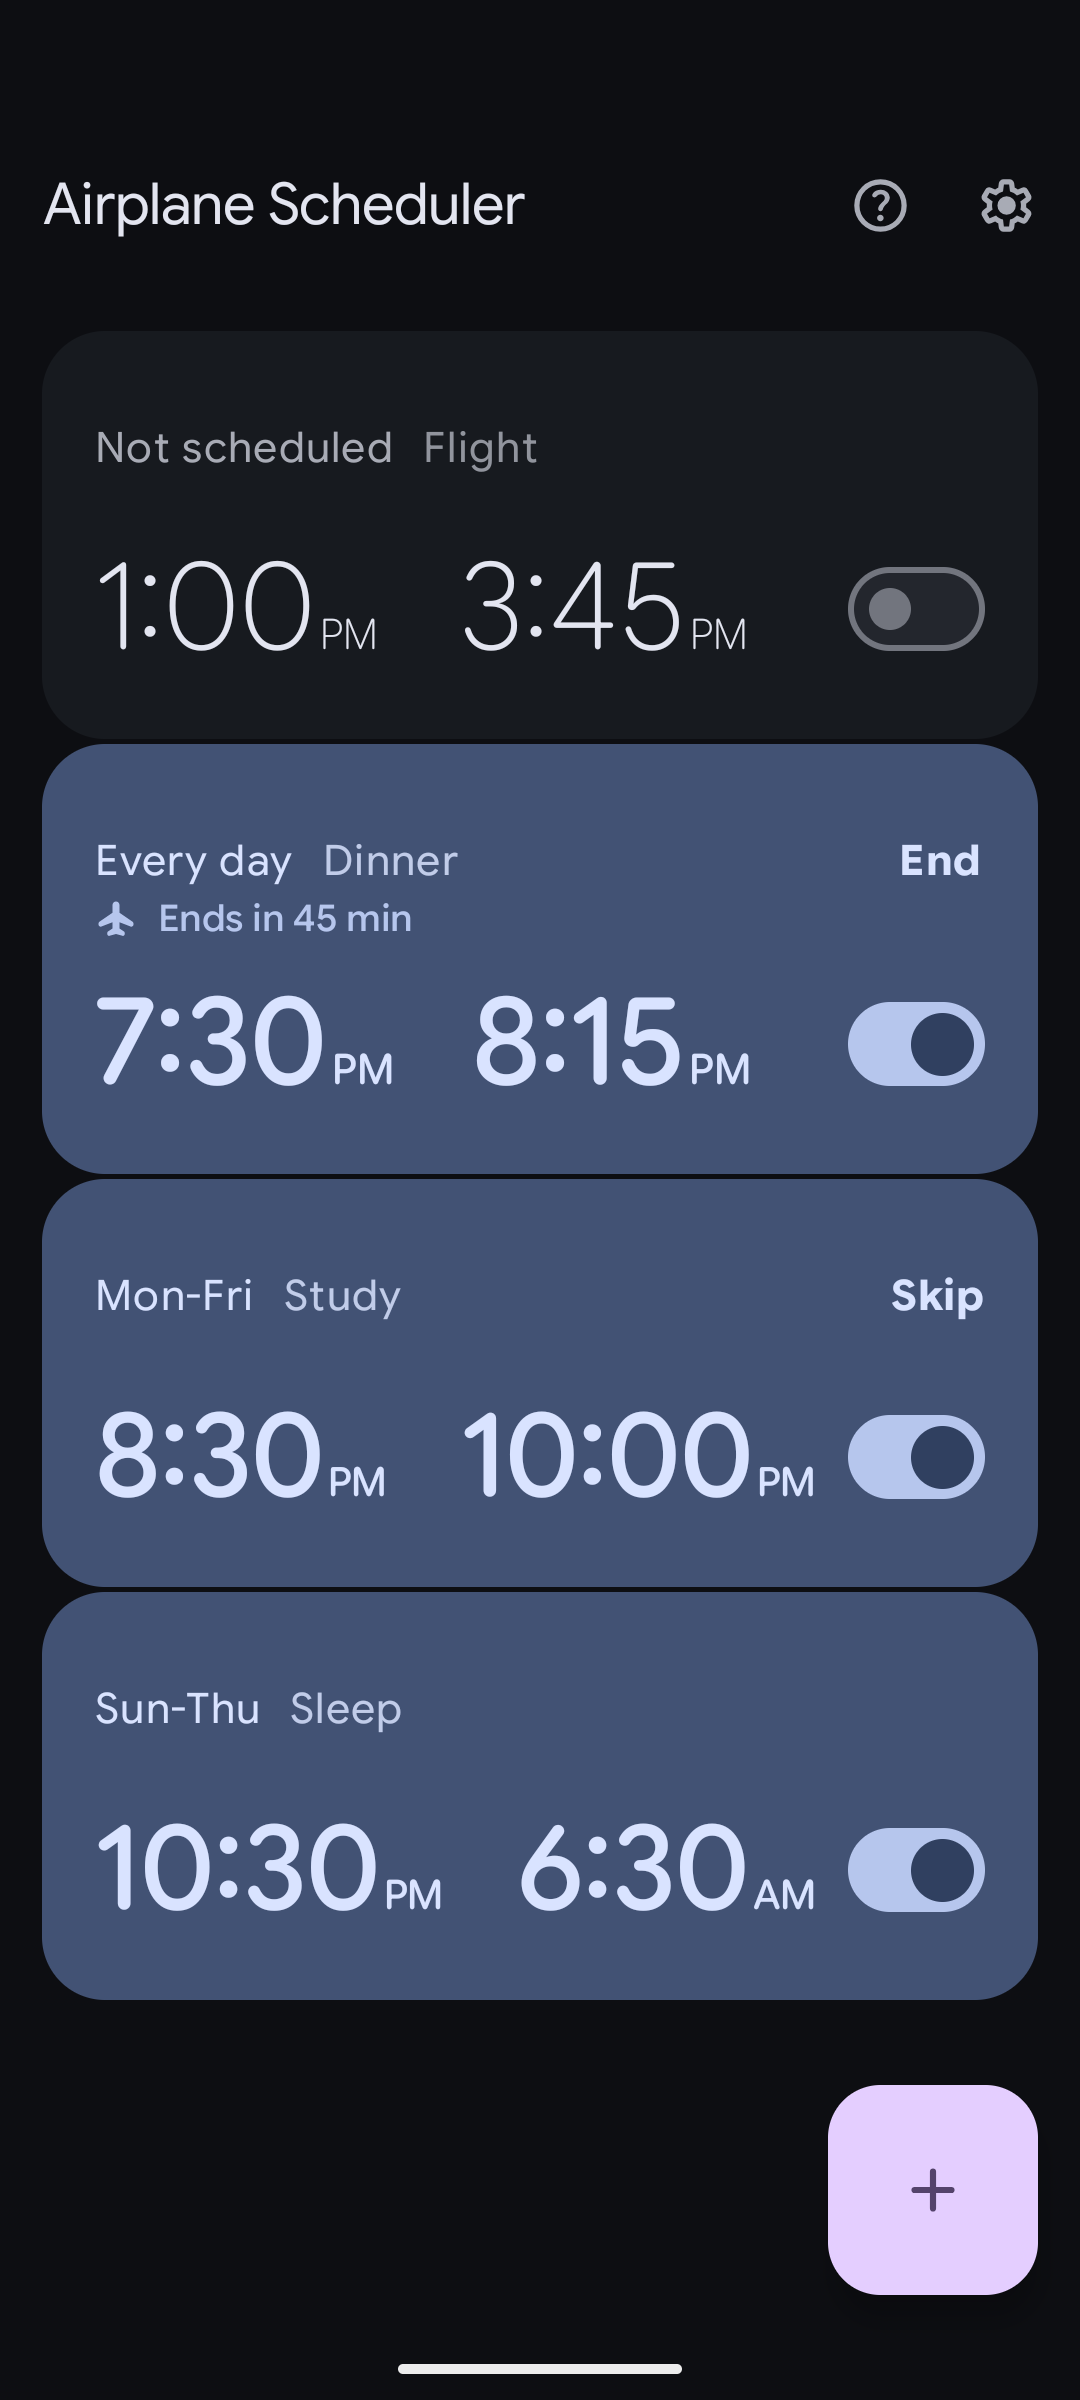 Airplane Scheduler
Not scheduled Flight
1:00 PM 3:45 PM
Every day Dinner End
Ends in 45 min
7:30 PM 8:15 PM
Mon-Fri Study Skip
8:30 PM 10:00 PM
Sun-Thu Sleep
10:30 PM 6:30 AM